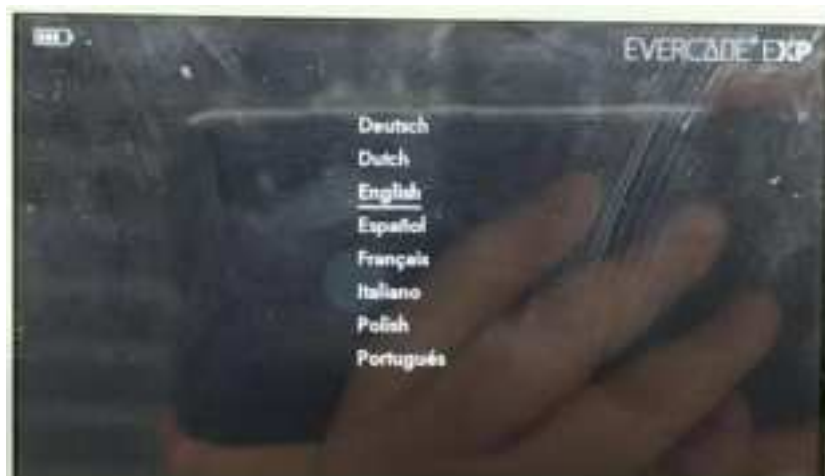 EVERCADE EXP
Deutsch
Dutch
English
Español
Français
Italiano
Polish
Português